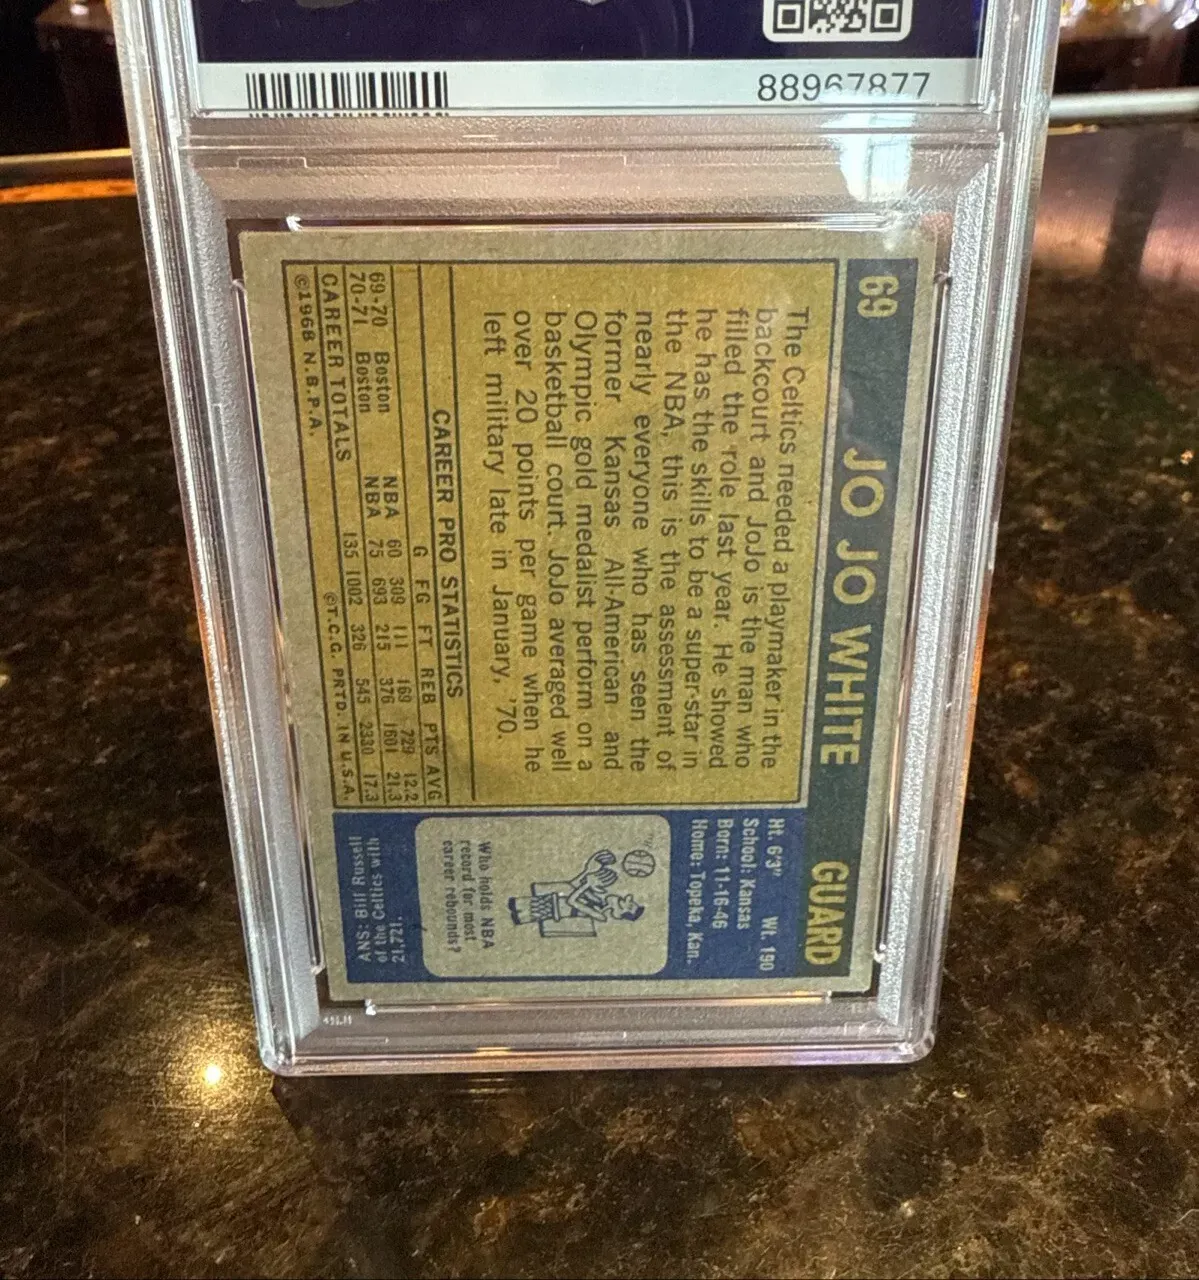 88967877
69 JO JO WHITE GUARD
The Celtics needed a playmaker in the
backcourt and JoJo is the man who
filled the role last year. He showed
he has the skills to be a super-star in
the NBA, this is the assessment of
nearly everyone who has seen the
former Kansas All-American and
Olympic gold medalist perform on a
basketball court. JoJo averaged well
over 20 points per game when he
left military late in January, '70.
CAREER PRO STATISTICS
G FG FT REB PTS AVG
69-70 Boston NBA 60 309 111 169 729 12.2
70-71 Boston NBA 75 693 215 376 1601 21.3
CAREER TOTALS 135 1002 326 545 2330 17.3
©1968 N.B.P.A. ©T.C.G. PRTD. IN U.S.A.
Ht. 6'3" Wt. 190
School: Kansas
Born: 11-16-46
Home: Topeka, Kan.
Who holds NBA
record for most
career rebounds?
ANS: Bill Russell
of the Celtics with
21,721.